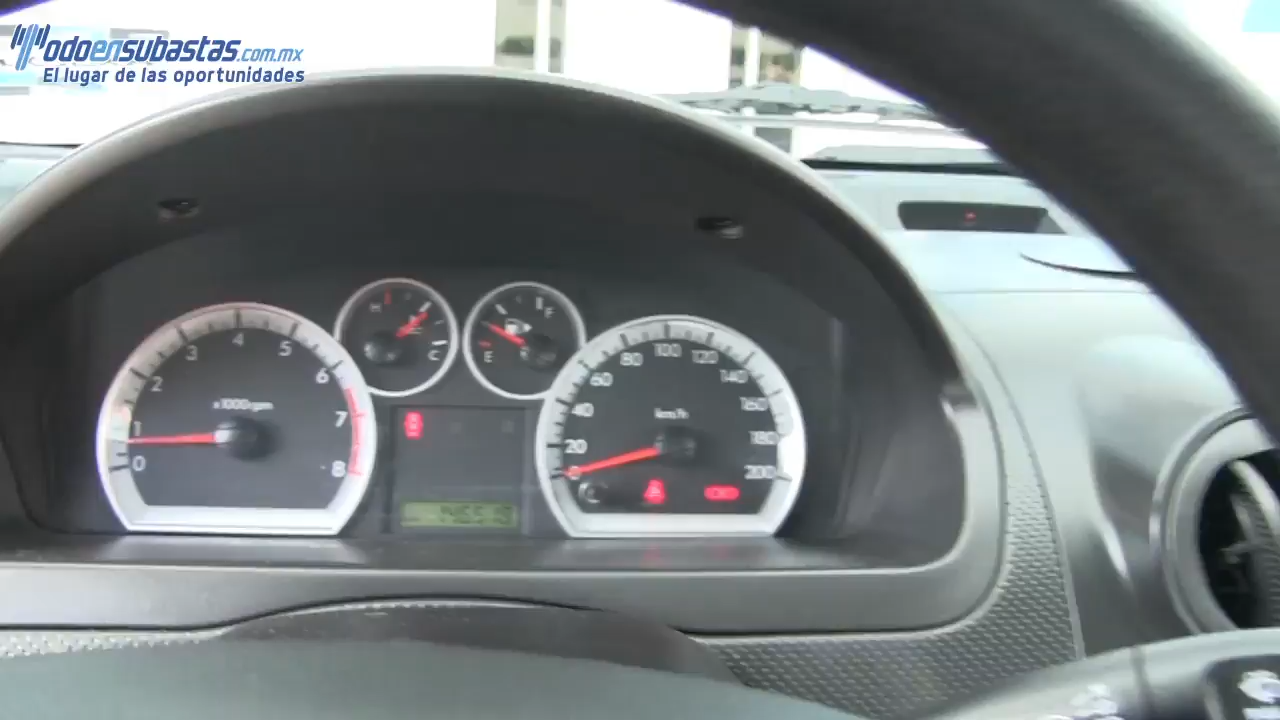 Todoensubastas.com.mx
El lugar de las oportunidades
H
C
E
F
0
1
2
3
4
5
6
7
8
x1000rpm
0
20
40
60
80
100
120
140
160
180
200
km/h